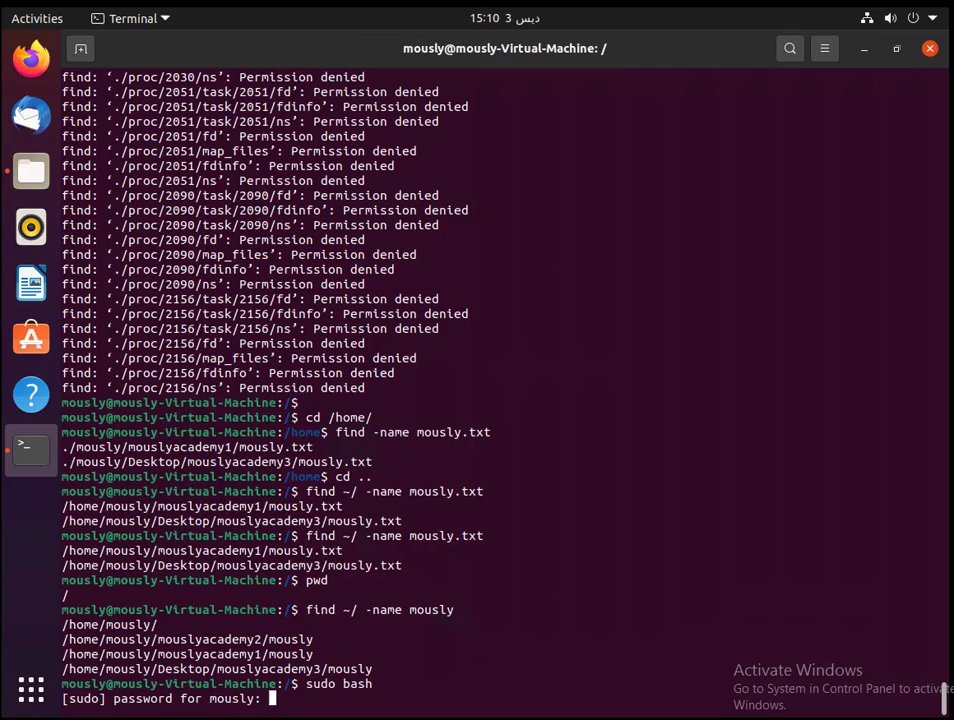 Activities
Terminal
15:10 3 ديس
mously@mously-Virtual-Machine: /
find: ‘./proc/2030/ns’: Permission denied
find: ‘./proc/2051/task/2051/fd’: Permission denied
find: ‘./proc/2051/task/2051/fdinfo’: Permission denied
find: ‘./proc/2051/task/2051/ns’: Permission denied
find: ‘./proc/2051/fd’: Permission denied
find: ‘./proc/2051/map_files’: Permission denied
find: ‘./proc/2051/fdinfo’: Permission denied
find: ‘./proc/2051/ns’: Permission denied
find: ‘./proc/2090/task/2090/fd’: Permission denied
find: ‘./proc/2090/task/2090/fdinfo’: Permission denied
find: ‘./proc/2090/task/2090/ns’: Permission denied
find: ‘./proc/2090/fd’: Permission denied
find: ‘./proc/2090/map_files’: Permission denied
find: ‘./proc/2090/fdinfo’: Permission denied
find: ‘./proc/2090/ns’: Permission denied
find: ‘./proc/2156/task/2156/fd’: Permission denied
find: ‘./proc/2156/task/2156/fdinfo’: Permission denied
find: ‘./proc/2156/task/2156/ns’: Permission denied
find: ‘./proc/2156/fd’: Permission denied
find: ‘./proc/2156/map_files’: Permission denied
find: ‘./proc/2156/fdinfo’: Permission denied
find: ‘./proc/2156/ns’: Permission denied
mously@mously-Virtual-Machine:/$
mously@mously-Virtual-Machine:/$ cd /home/
mously@mously-Virtual-Machine:/home$ find -name mously.txt
./mously/mouslyacademy1/mously.txt
./mously/Desktop/mouslyacademy3/mously.txt
mously@mously-Virtual-Machine:/home$ cd ..
mously@mously-Virtual-Machine:/$ find ~/ -name mously.txt
/home/mously/mouslyacademy1/mously.txt
/home/mously/Desktop/mouslyacademy3/mously.txt
mously@mously-Virtual-Machine:/$ find ~/ -name mously.txt
/home/mously/mouslyacademy1/mously.txt
/home/mously/Desktop/mouslyacademy3/mously.txt
mously@mously-Virtual-Machine:/$ pwd
/
mously@mously-Virtual-Machine:/$ find ~/ -name mously
/home/mously/
/home/mously/mouslyacademy2/mously
/home/mously/mouslyacademy1/mously
/home/mously/Desktop/mouslyacademy3/mously
mously@mously-Virtual-Machine:/$ sudo bash
[sudo] password for mously:
Activate Windows
Go to System in Control Panel to activate
Windows.